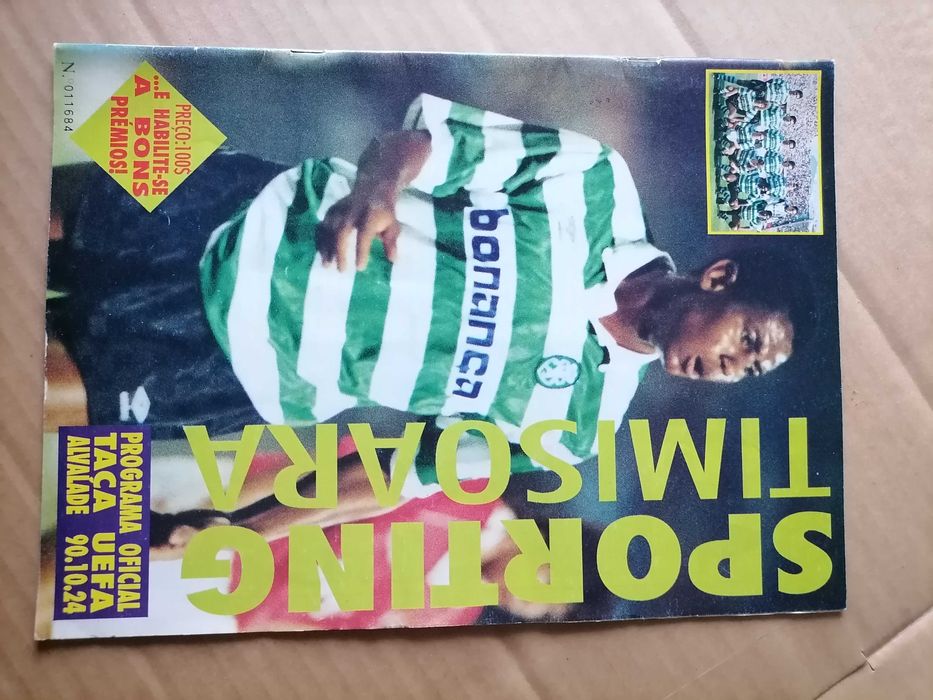 SPORTING
TIMISOARA
bonança
PREÇO:100$
...E HABILITE-SE
A BONS
PRÉMIOS!
N.º 011684
PROGRAMA OFICIAL
TAÇA UEFA
ALVALADE 90.10.24